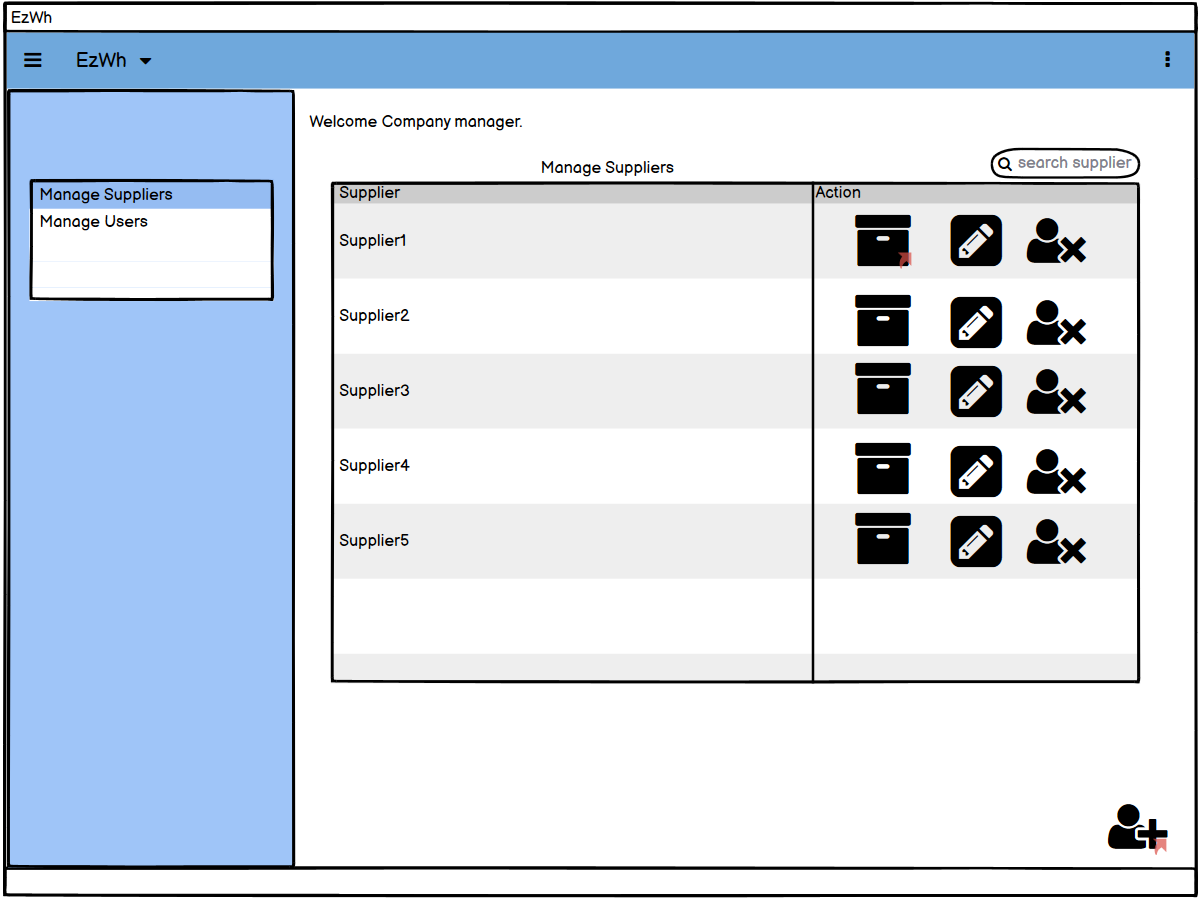 EzWh
EzWh
Welcome Company manager.
Manage Suppliers
search supplier
Manage Suppliers
Manage Users
Supplier
Action
Supplier1
Supplier2
Supplier3
Supplier4
Supplier5